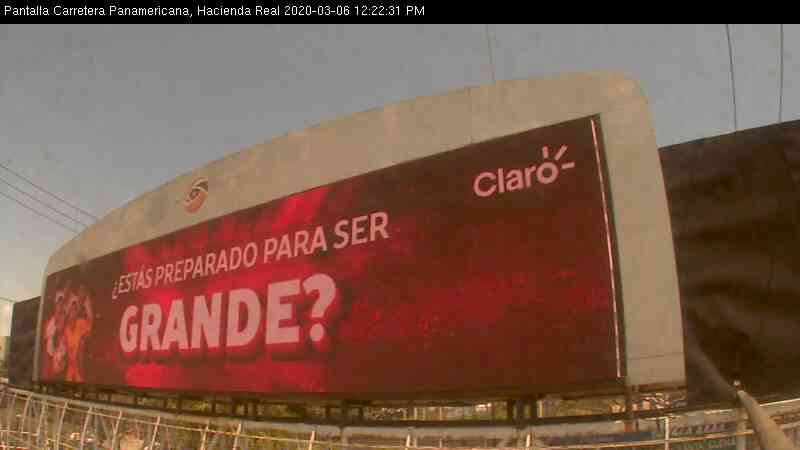 Pantalla Carretera Panamericana, Hacienda Real 2020-03-06 12:22:31 PM
Claro
¿ESTÁS PREPARADO PARA SER
GRANDE?